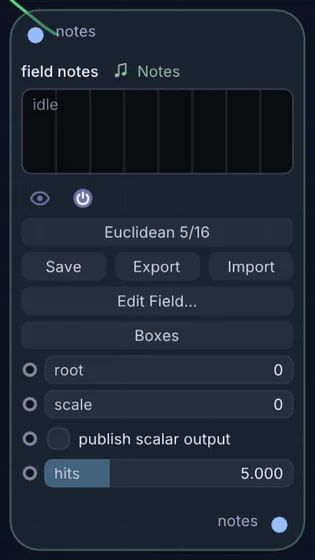 notes
field notes Notes
idle
Euclidean 5/16
Save Export Import
Edit Field...
Boxes
root 0
scale 0
publish scalar output
hits 5.000
notes